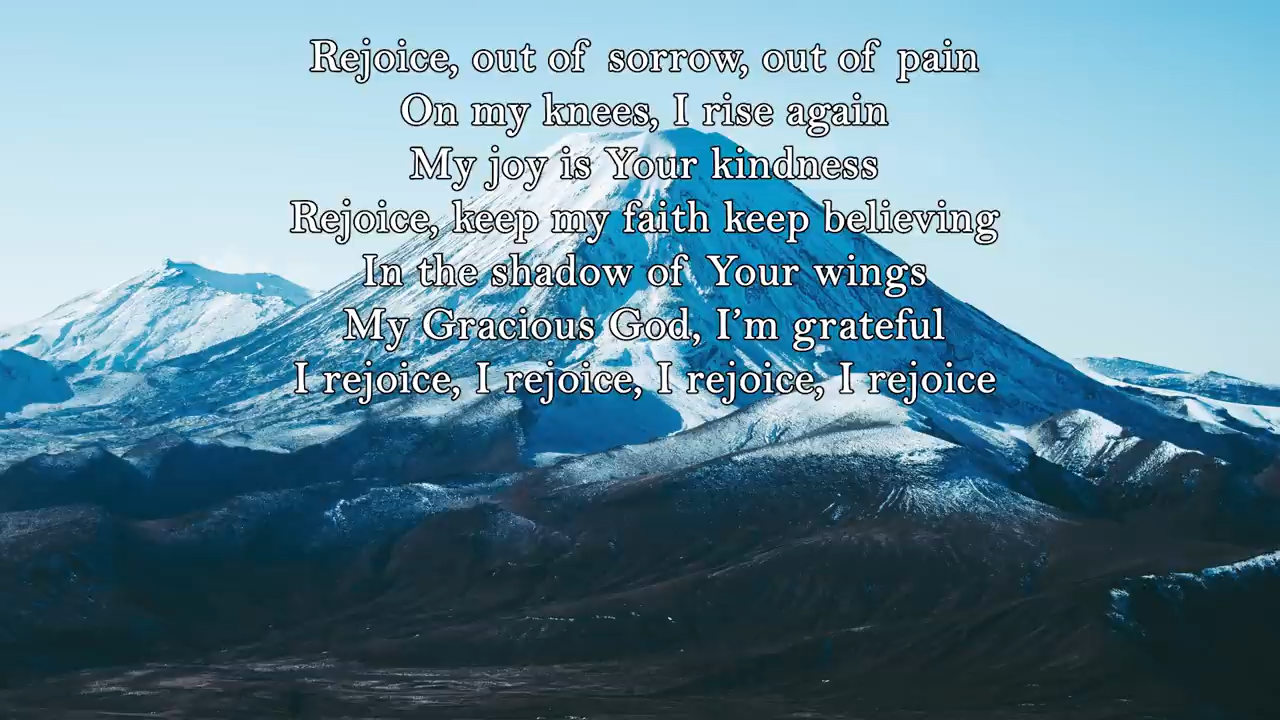 Rejoice, out of sorrow, out of pain
On my knees, I rise again
My joy is Your kindness
Rejoice, keep my faith keep believing
In the shadow of Your wings
My Gracious God, I’m grateful
I rejoice, I rejoice, I rejoice, I rejoice